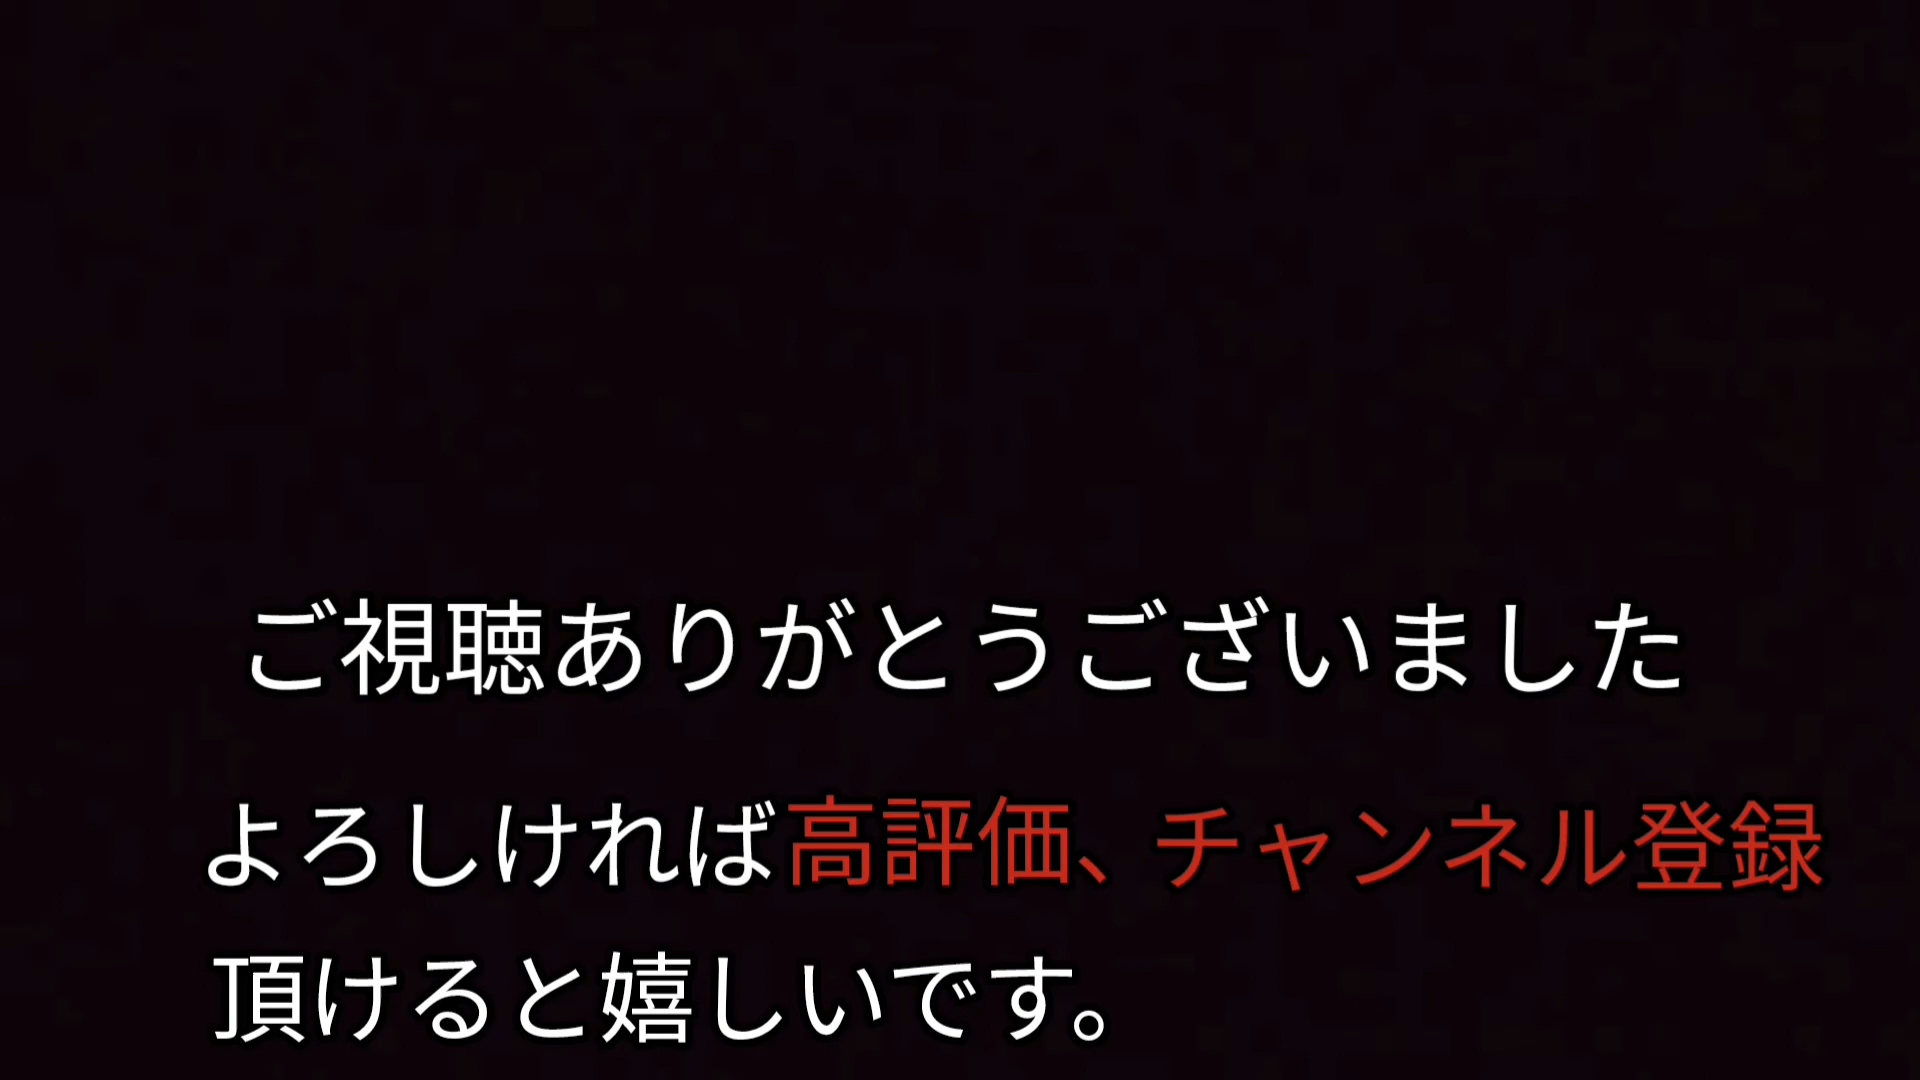 ご視聴ありがとうございました
よろしければ高評価、チャンネル登録
頂けると嬉しいです。